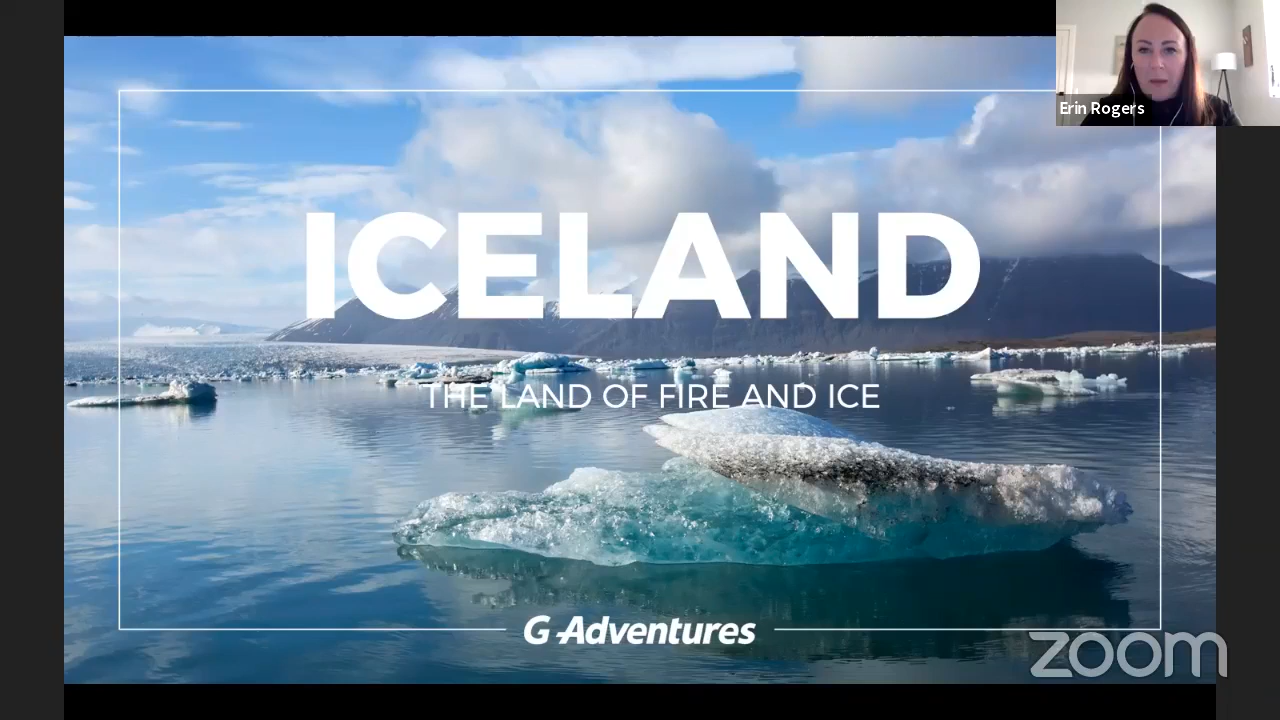 Erin Rogers
ICELAND
THE LAND OF FIRE AND ICE
G Adventures
zoom